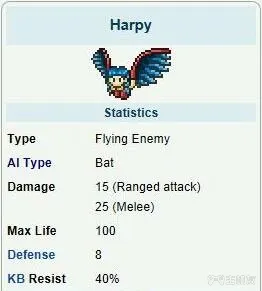 Harpy
Statistics
Type Flying Enemy
AI Type Bat
Damage 15 (Ranged attack)
25 (Melee)
Max Life 100
Defense 8
KB Resist 40%